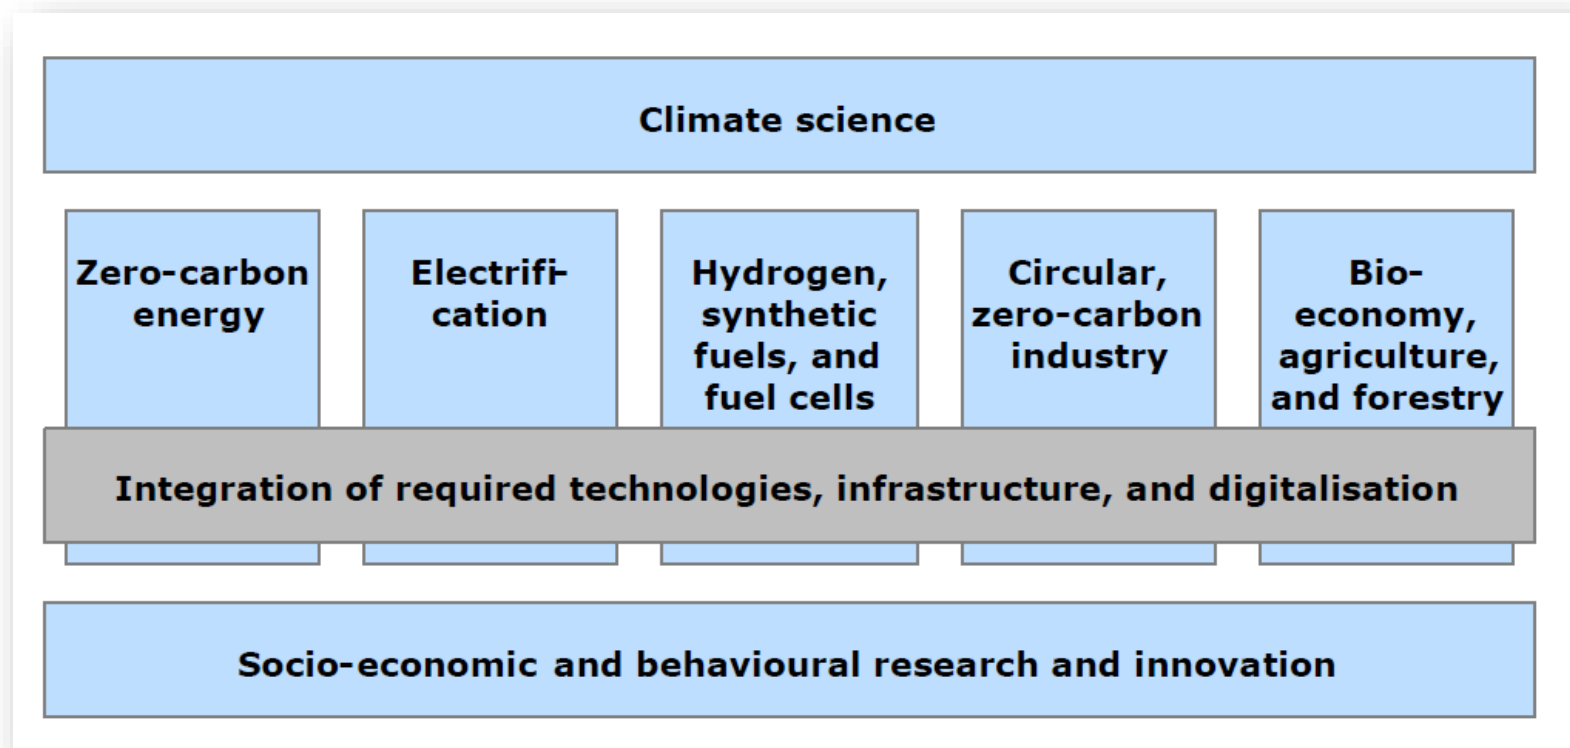 Climate science
Zero-carbon
energy
Electrifi-
cation
Hydrogen,
synthetic
fuels, and
fuel cells
Circular,
zero-carbon
industry
Bio-
economy,
agriculture,
and forestry
Integration of required technologies, infrastructure, and digitalisation
Socio-economic and behavioural research and innovation